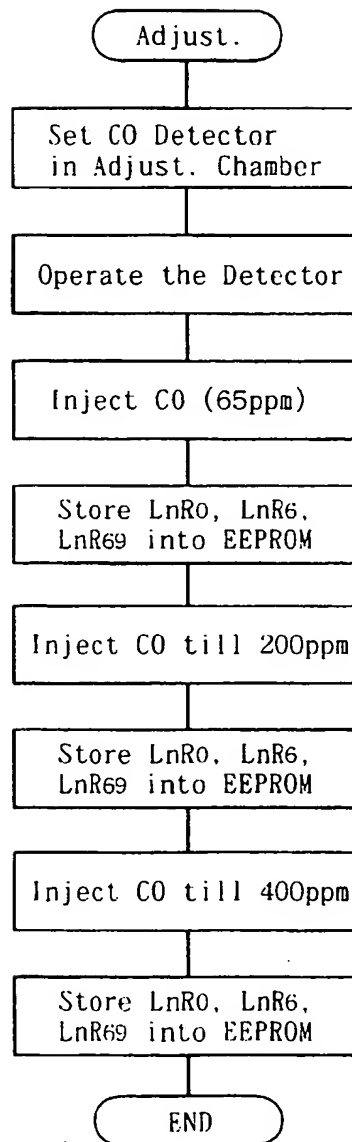 Adjust.
Set CO Detector
in Adjust. Chamber
Operate the Detector
Inject CO (65ppm)
Store LnR0, LnR6,
LnR69 into EEPROM
Inject CO till 200ppm
Store LnR0, LnR6,
LnR69 into EEPROM
Inject CO till 400ppm
Store LnR0, LnR6,
LnR69 into EEPROM
END